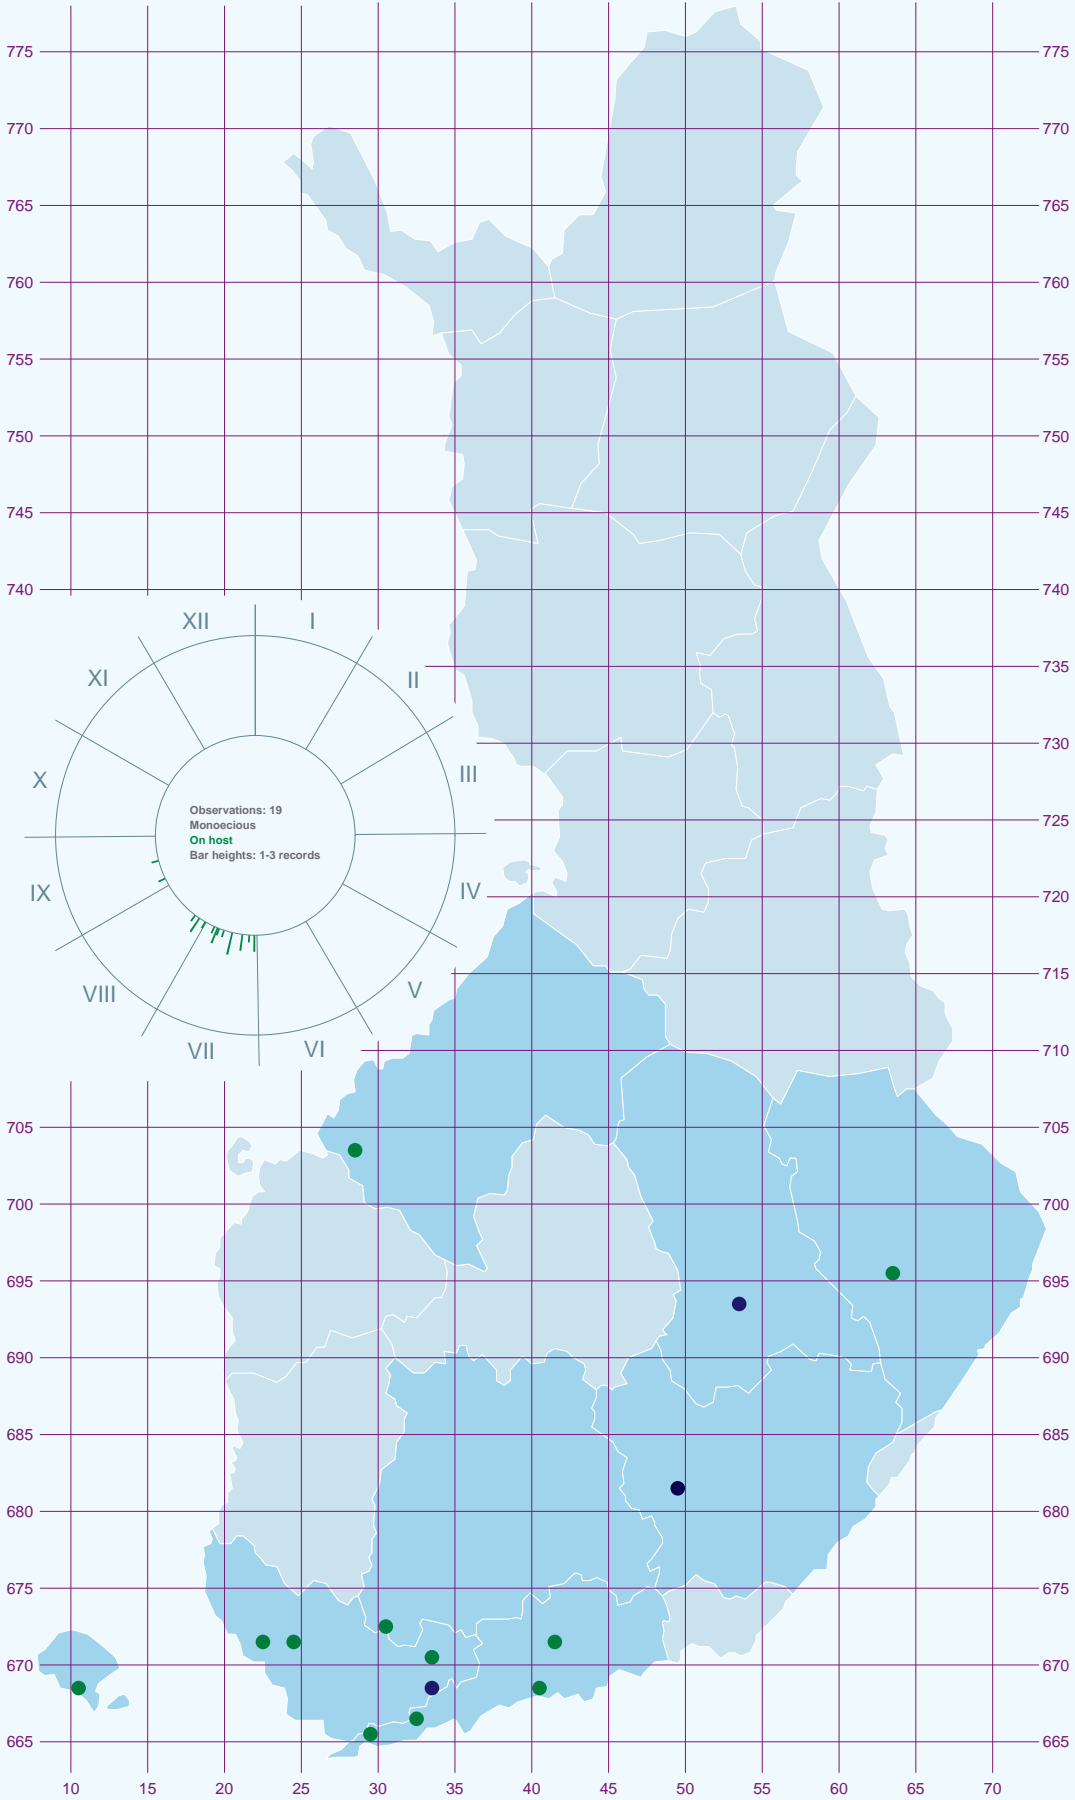 775 775
770 770
765 765
760 760
755 755
750 750
745 745
740 740
XII I
XI II
735
X III
730
Observations: 19
Monoecious
On host
Bar heights: 1-3 records
725
IX IV
720
VIII V
715
VII VI
710
705 705
700 700
695 695
690 690
685 685
680 680
675 675
670 670
665 665
10 15 20 25 30 35 40 45 50 55 60 65 70